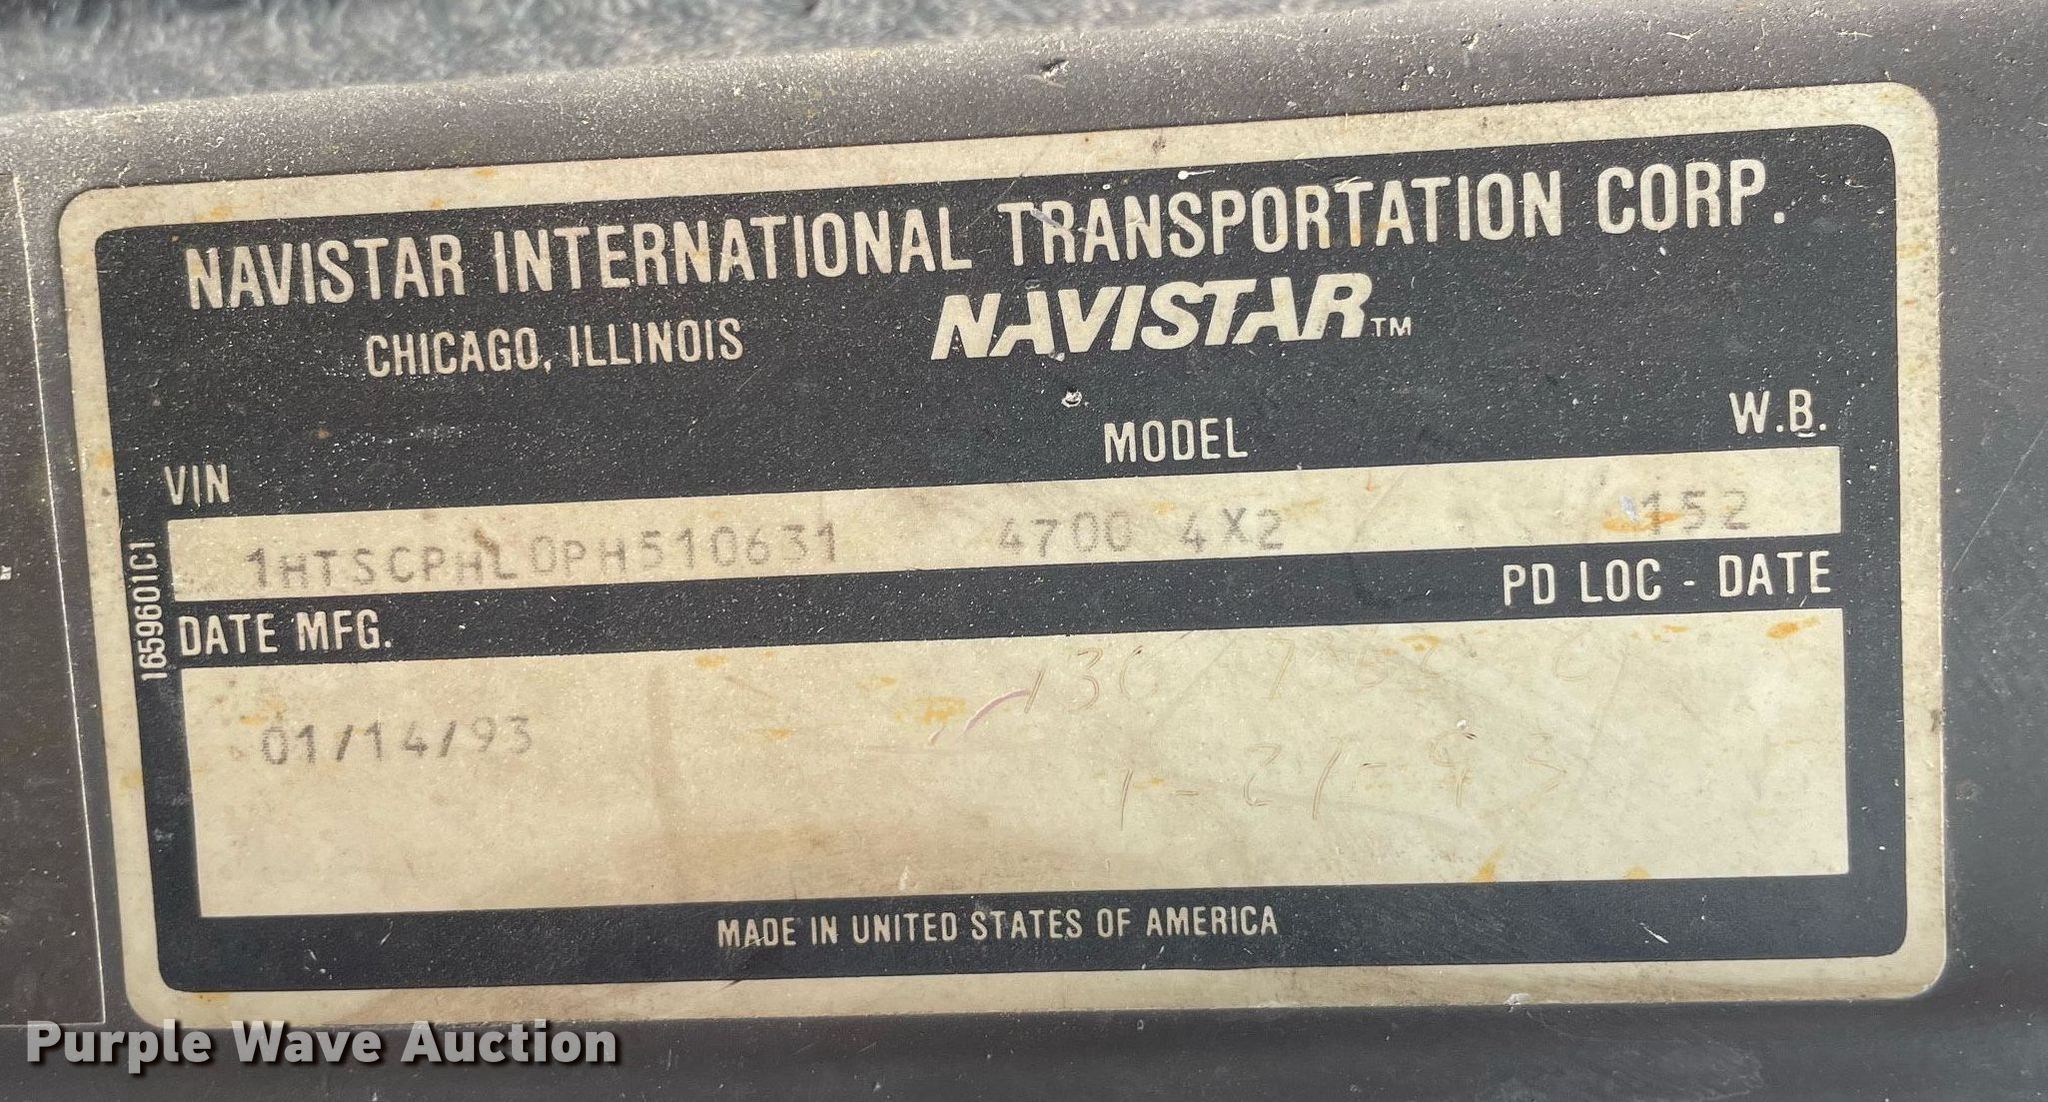 NAVISTAR INTERNATIONAL TRANSPORTATION CORP.
CHICAGO, ILLINOIS NAVISTAR™
VIN MODEL W.B.
1HTSCPHL0PH510631 4700 4X2 152
DATE MFG. PD LOC - DATE
01/14/93
1-21-93
MADE IN UNITED STATES OF AMERICA
1659601C1
Purple Wave Auction